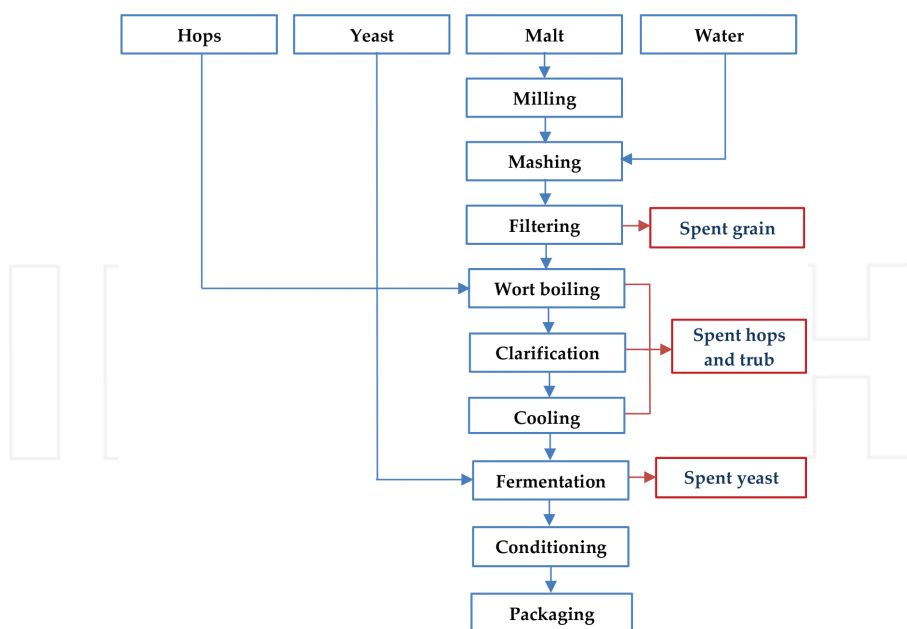 Hops
Yeast
Malt
Water
Milling
Mashing
Filtering
Spent grain
Wort boiling
Clarification
Spent hops
and trub
Cooling
Fermentation
Spent yeast
Conditioning
Packaging